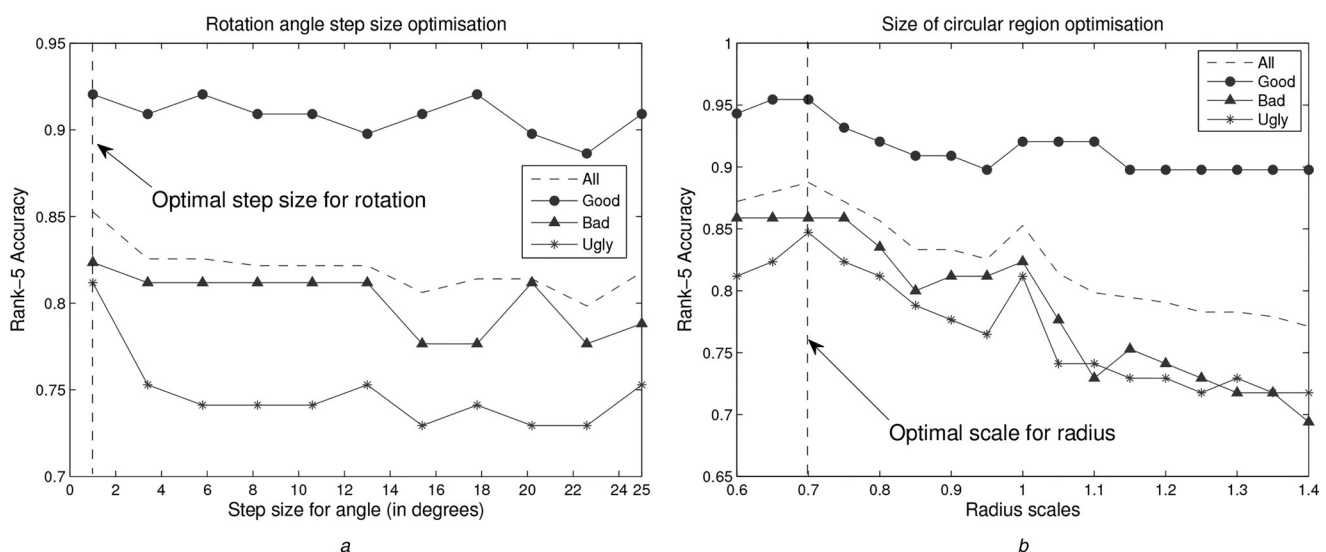 Rotation angle step size optimisation
0.95
0.9
0.85
0.8
0.75
0.7
Rank-5 Accuracy
Optimal step size for rotation
All
Good
Bad
Ugly
0 2 4 6 8 10 12 14 16 18 20 22 24 25
Step size for angle (in degrees)
a
Size of circular region optimisation
1
0.95
0.9
0.85
0.8
0.75
0.7
0.65
Rank-5 Accuracy
All
Good
Bad
Ugly
Optimal scale for radius
0.6 0.7 0.8 0.9 1 1.1 1.2 1.3 1.4
Radius scales
b